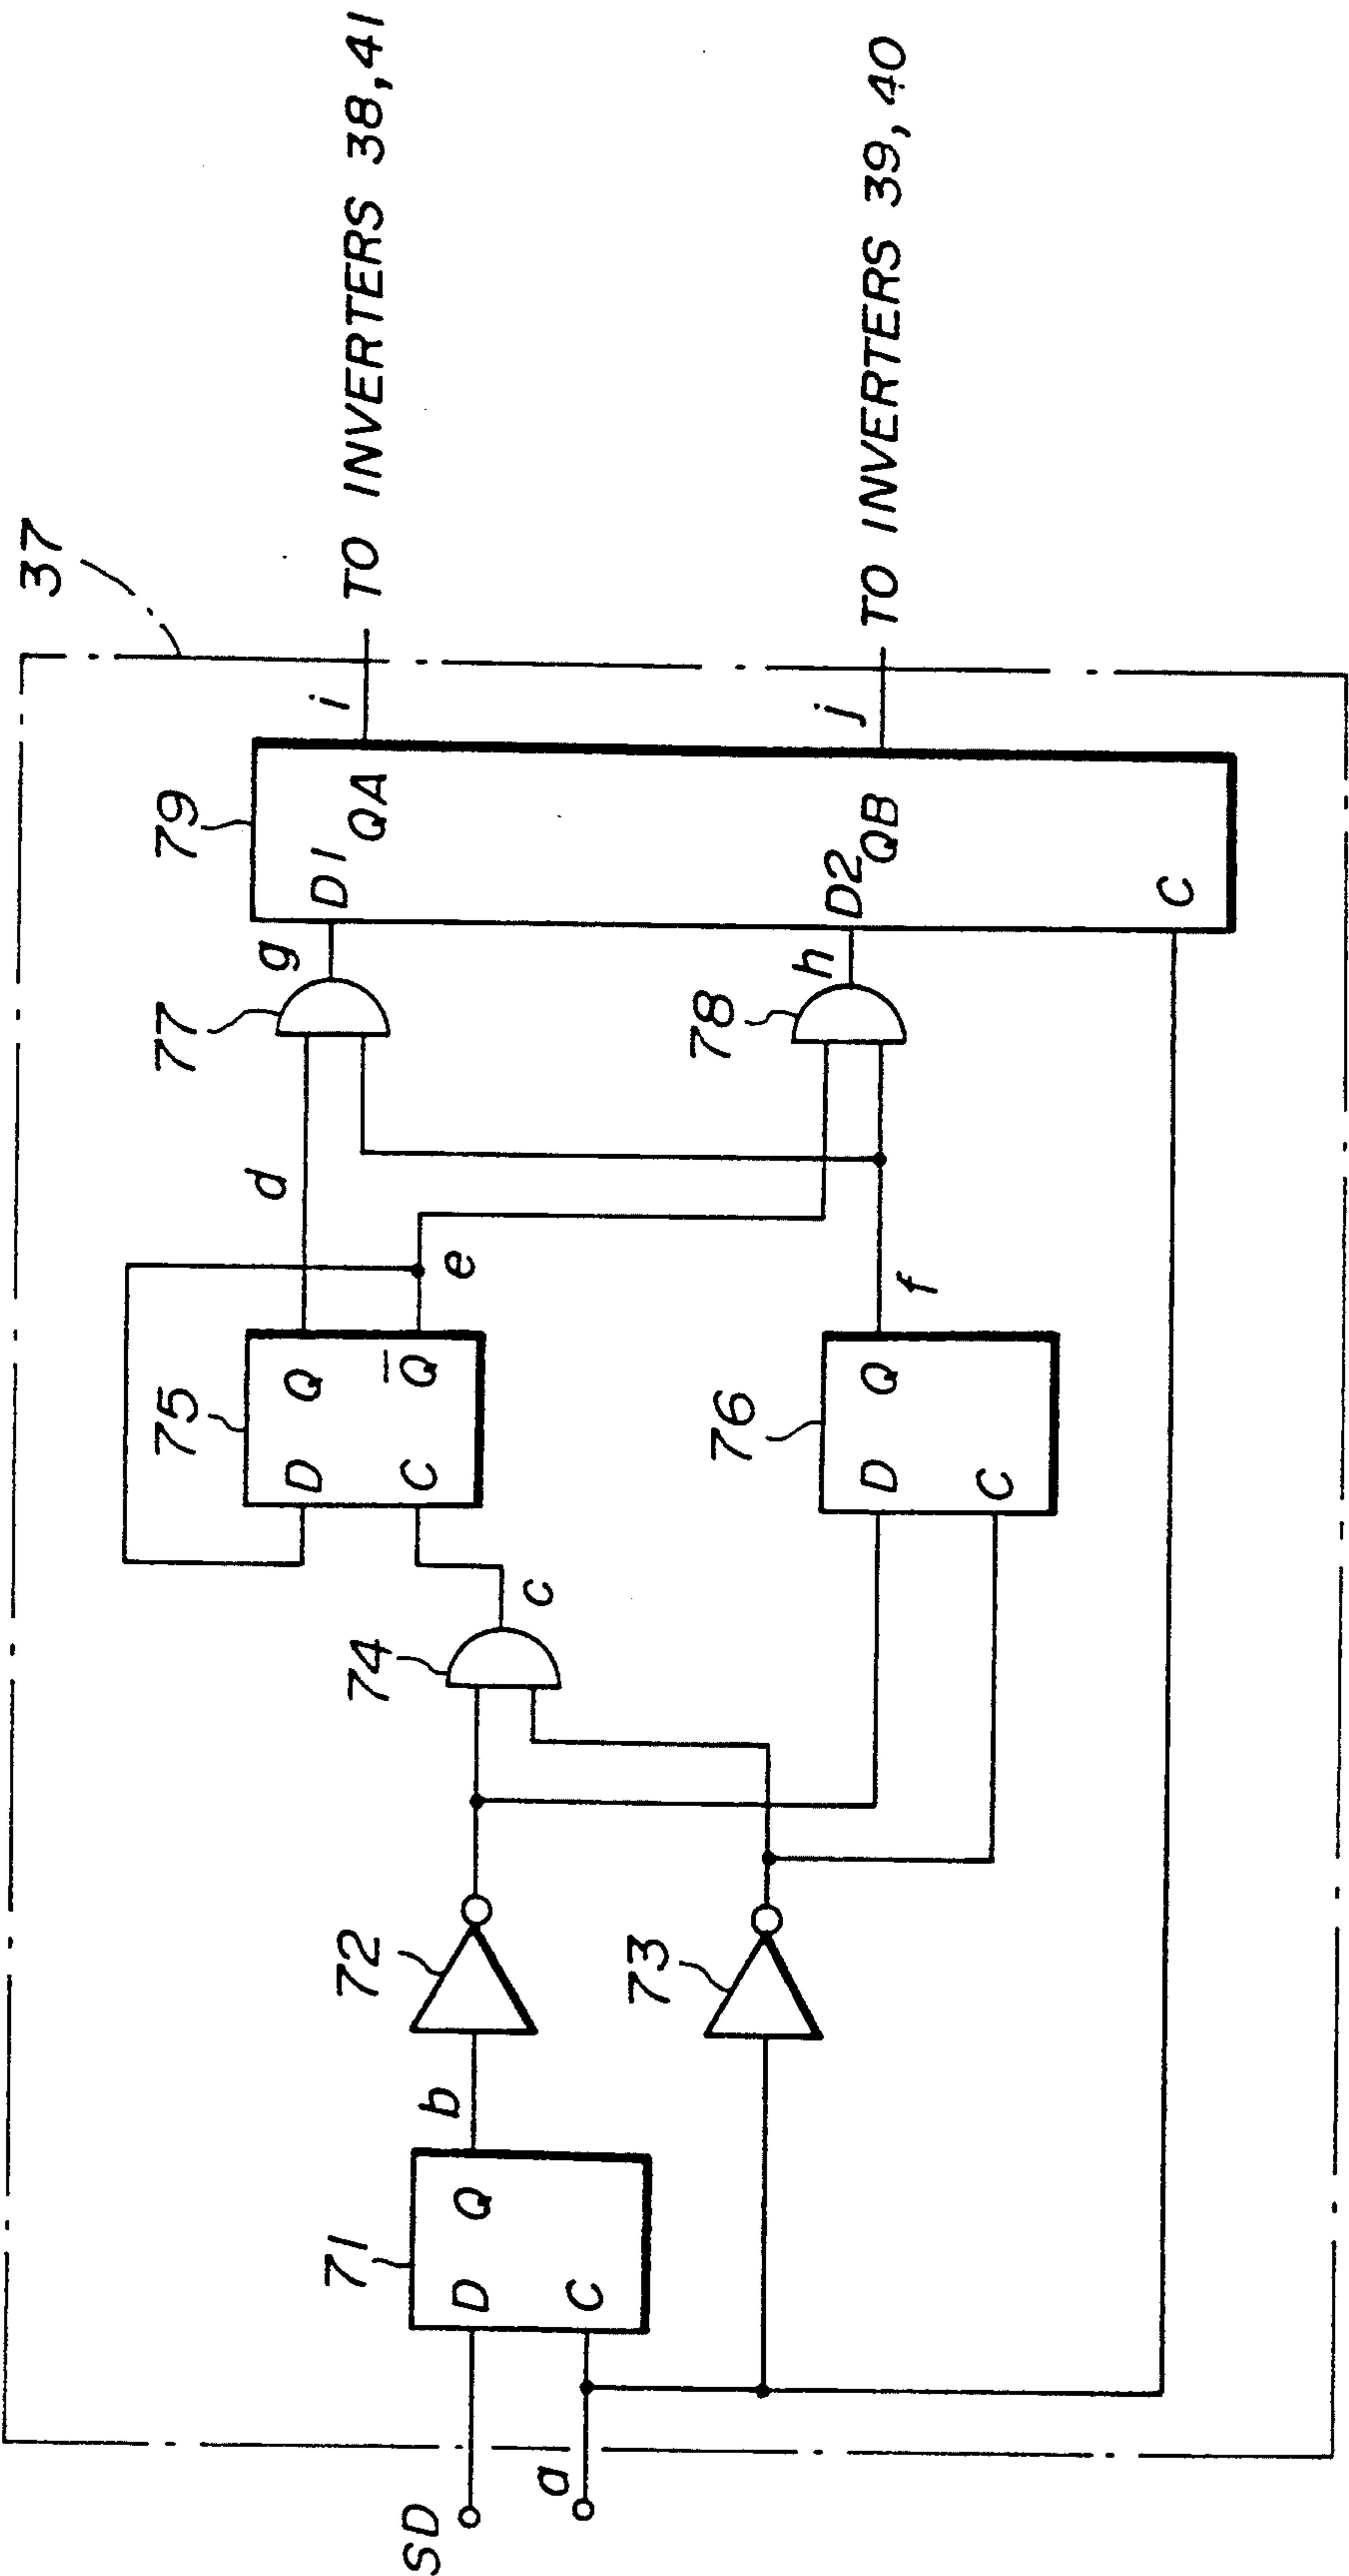 37
79
i
TO INVERTERS 38, 41
77
g
D1
QA
75
d
D
Q
C
Q̅
e
74
c
71
SD
D
Q
b
72
a
C
73
76
D
Q
f
C
78
h
D2
QB
j
TO INVERTERS 39, 40
C